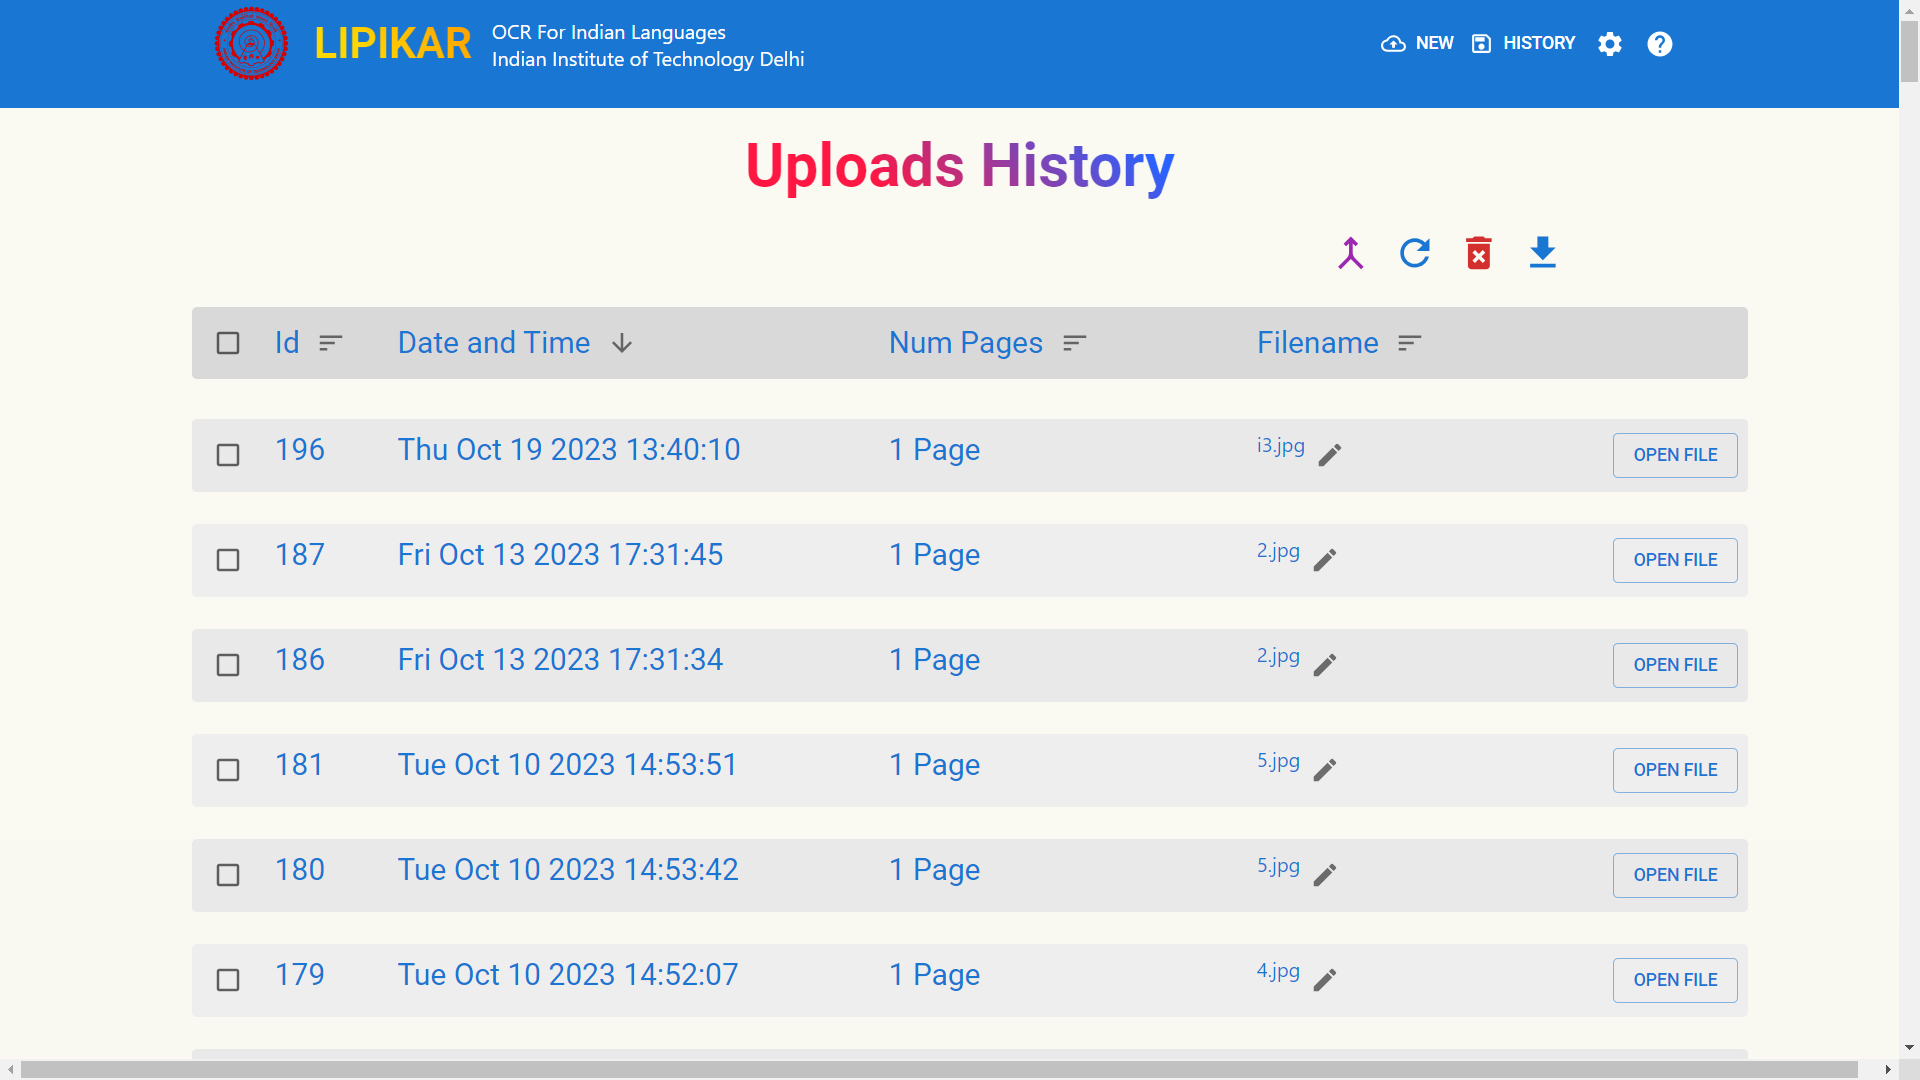 LIPIKAR
OCR For Indian Languages
Indian Institute of Technology Delhi
NEW HISTORY
Uploads History
Id Date and Time Num Pages Filename
196 Thu Oct 19 2023 13:40:10 1 Page i3.jpg OPEN FILE
187 Fri Oct 13 2023 17:31:45 1 Page 2.jpg OPEN FILE
186 Fri Oct 13 2023 17:31:34 1 Page 2.jpg OPEN FILE
181 Tue Oct 10 2023 14:53:51 1 Page 5.jpg OPEN FILE
180 Tue Oct 10 2023 14:53:42 1 Page 5.jpg OPEN FILE
179 Tue Oct 10 2023 14:52:07 1 Page 4.jpg OPEN FILE